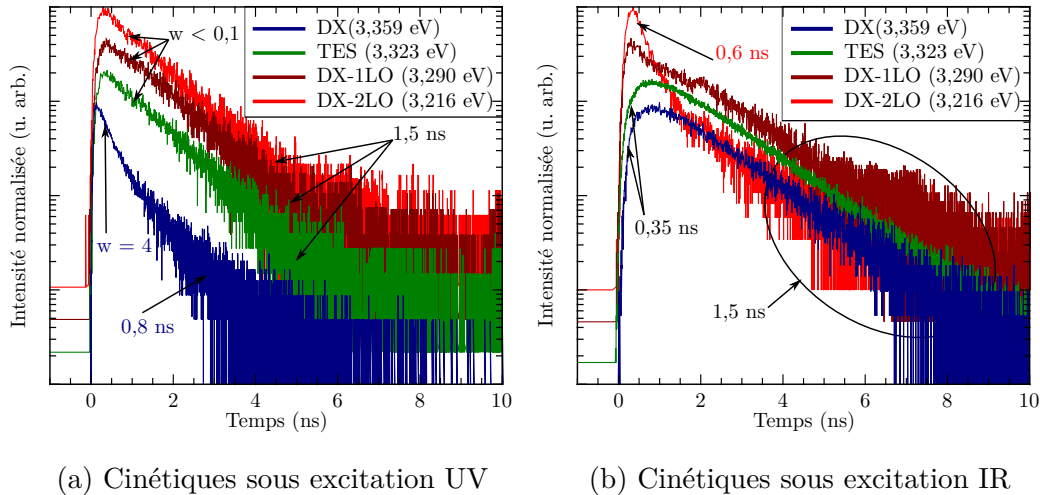 Intensité normalisée (u. arb.)
w < 0,1
DX(3,359 eV)
TES (3,323 eV)
DX-1LO (3,290 eV)
DX-2LO (3,216 eV)
1,5 ns
w = 4
0,8 ns
0 2 4 6 8 10
Temps (ns)
(a) Cinétiques sous excitation UV
Intensité normalisée (u. arb.)
0,6 ns
DX(3,359 eV)
TES (3,323 eV)
DX-1LO (3,290 eV)
DX-2LO (3,216 eV)
0,35 ns
1,5 ns
0 2 4 6 8 10
Temps (ns)
(b) Cinétiques sous excitation IR